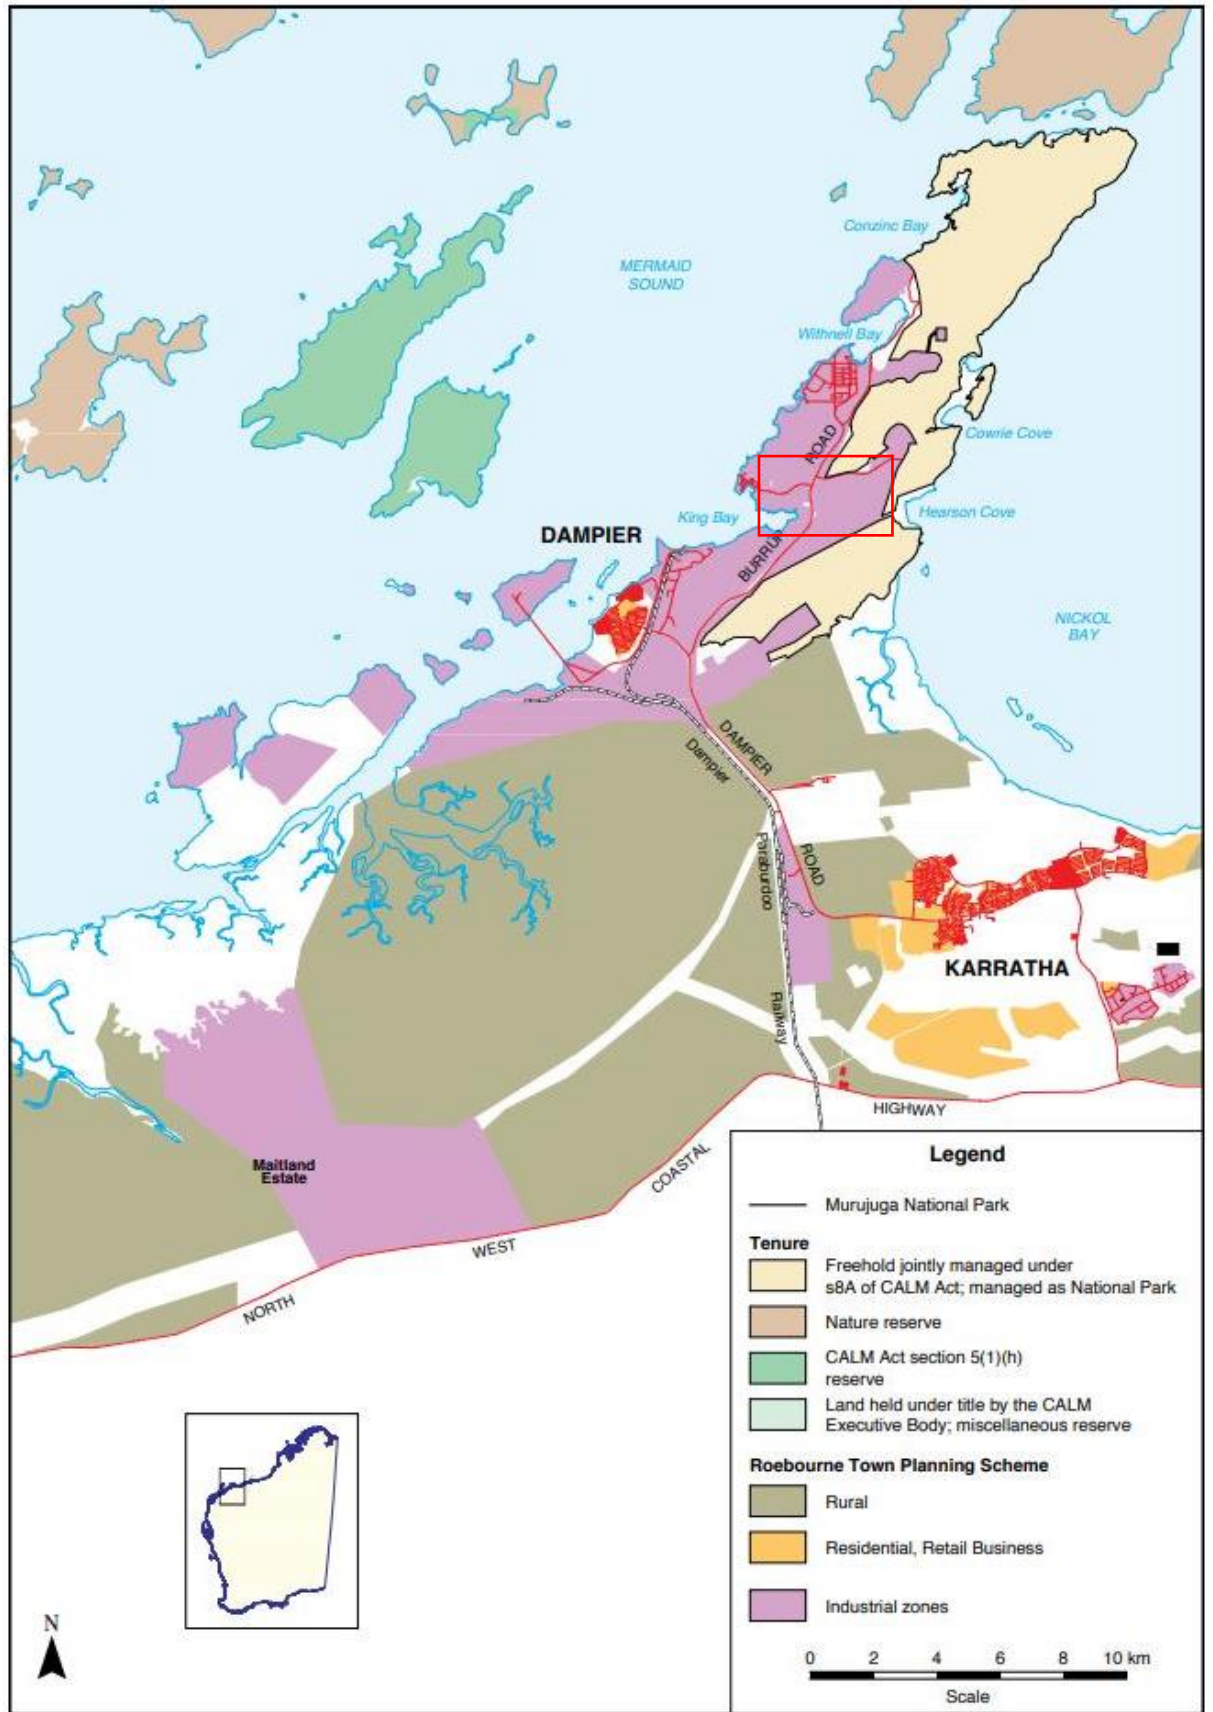 Conzinc Bay
MERMAID
SOUND
Withnell Bay
ROAD
Cowrie Cove
King Bay
Hearson Cove
DAMPIER
BURRUP
NICKOL
BAY
DAMPIER
Dampier
ROAD
Paraburdoo
KARRATHA
Railway
HIGHWAY
COASTAL
Maitland
Estate
WEST
NORTH
Legend
Murujuga National Park
Tenure
Freehold jointly managed under
s8A of CALM Act; managed as National Park
Nature reserve
CALM Act section 5(1)(h)
reserve
Land held under title by the CALM
Executive Body; miscellaneous reserve
Roebourne Town Planning Scheme
Rural
Residential, Retail Business
Industrial zones
N
0 2 4 6 8 10 km
Scale